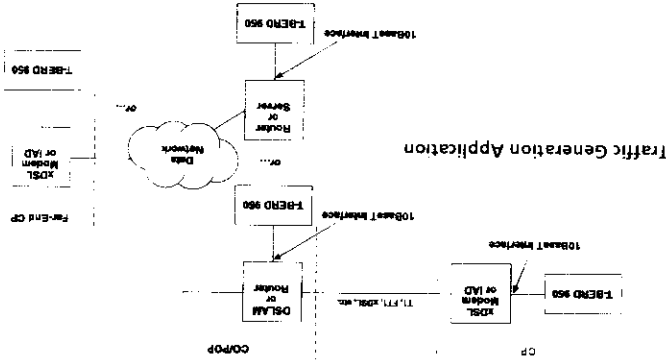 CP
CO/POP
T-BERD 950
xDSL
Modem
or IAD
T1, FT1, xDSL etc.
DSLAM
or
Router
10BaseT Interface
10BaseT Interface
T-BERD 950
Far-End CP
or...
Traffic Generation Application
Data
Network
xDSL
Modem
or IAD
Router
or
Server
or...
T-BERD 950
10BaseT Interface
T-BERD 950